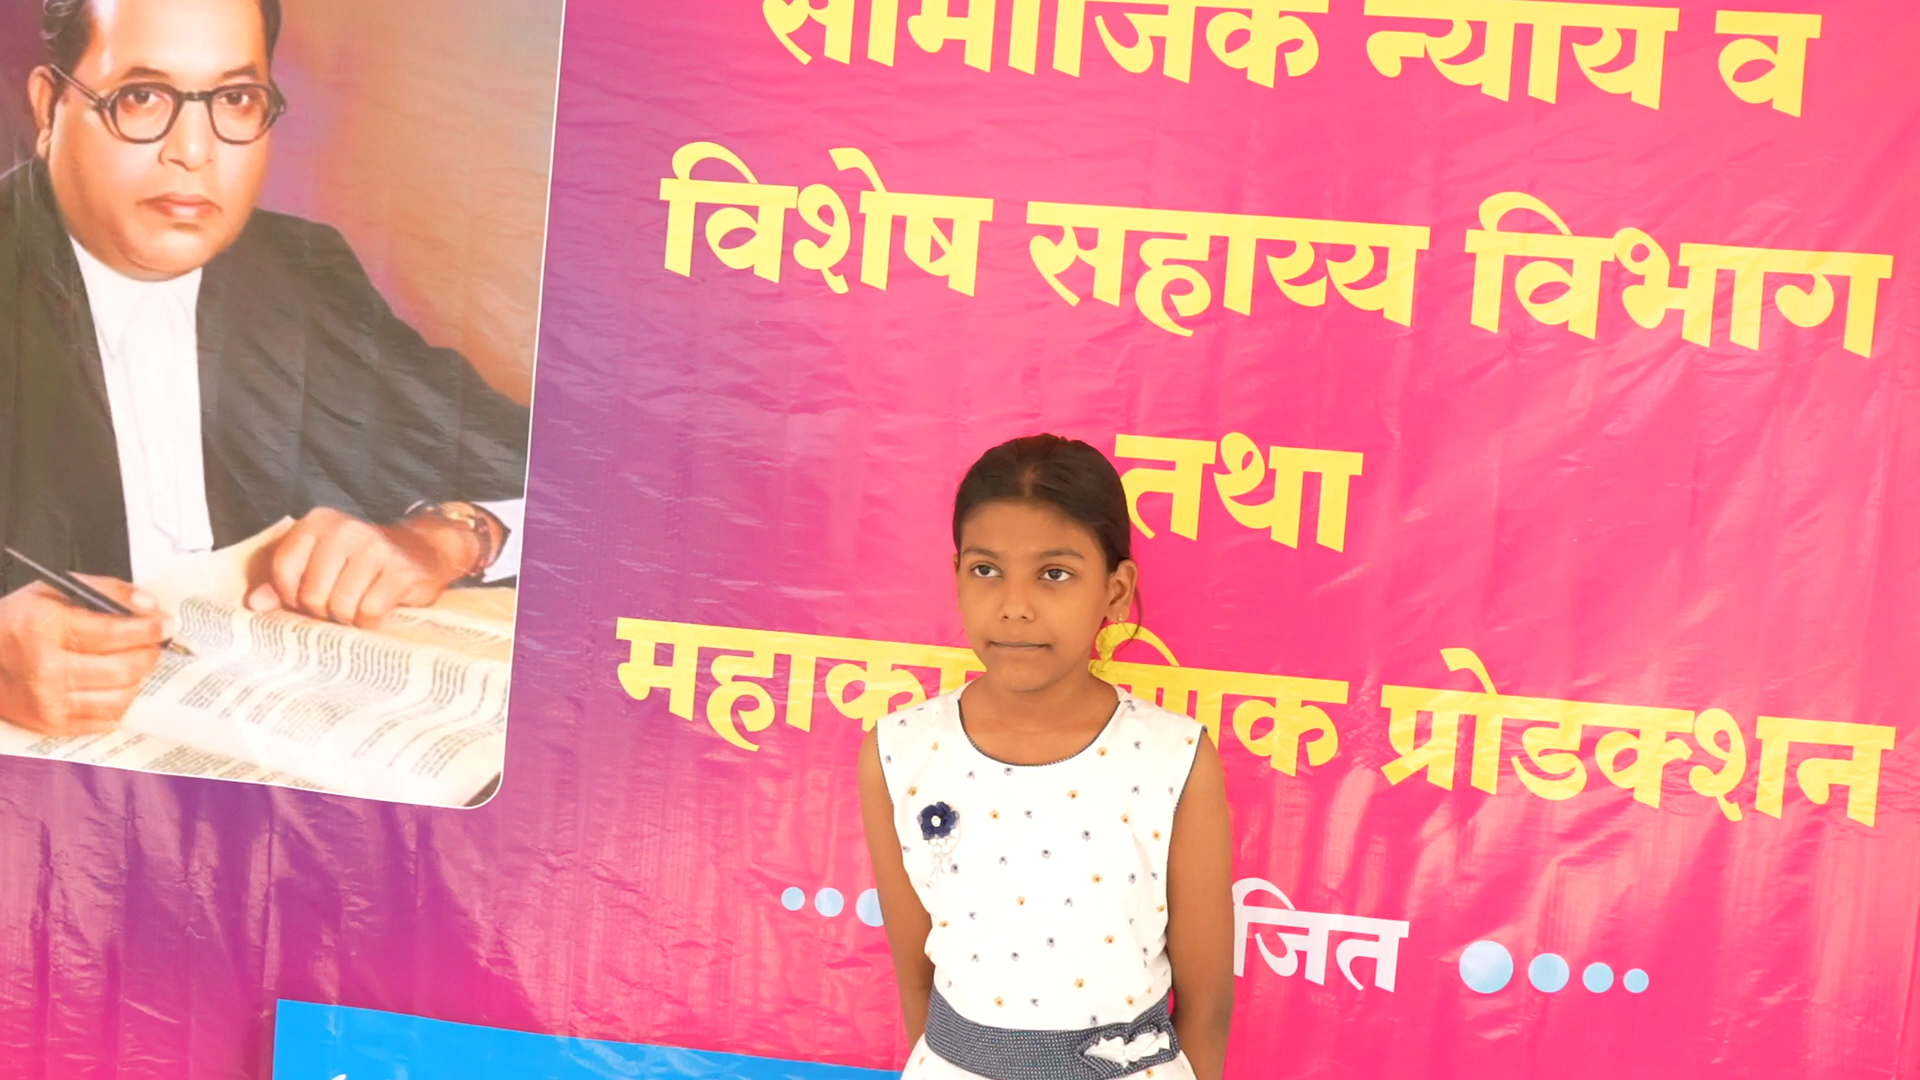 सामाजिक न्याय व
विशेष सहाय्य विभाग
तथा
प्रोडक्शन